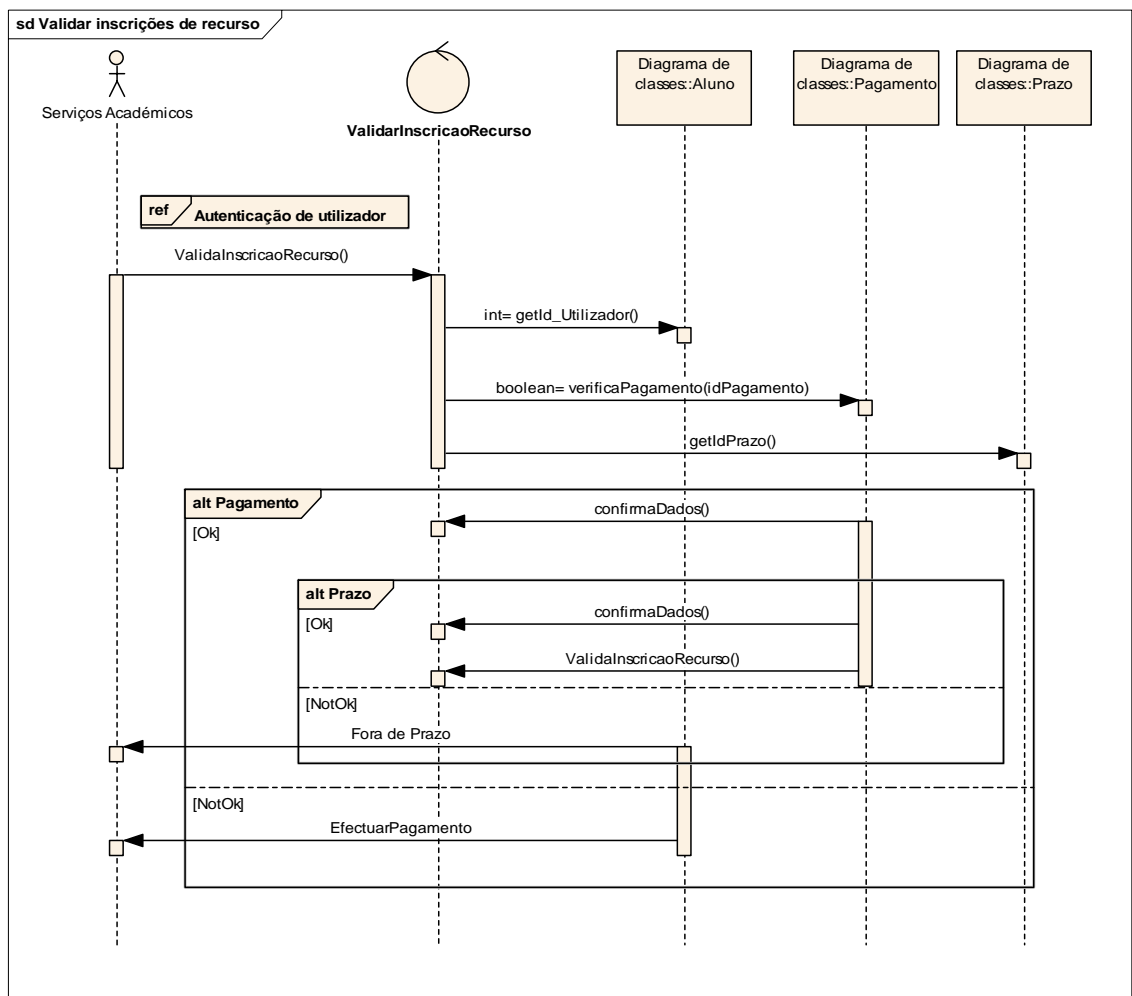 sd Validar inscrições de recurso
Serviços Académicos
ValidarInscricaoRecurso
Diagrama de
classes::Aluno
Diagrama de
classes::Pagamento
Diagrama de
classes::Prazo
ref
Autenticação de utilizador
ValidaInscricaoRecurso()
int= getId_Utilizador()
boolean= verificaPagamento(idPagamento)
getIdPrazo()
alt Pagamento
[Ok]
confirmaDados()
alt Prazo
[Ok]
confirmaDados()
ValidaInscricaoRecurso()
[NotOk]
Fora de Prazo
[NotOk]
EfectuarPagamento